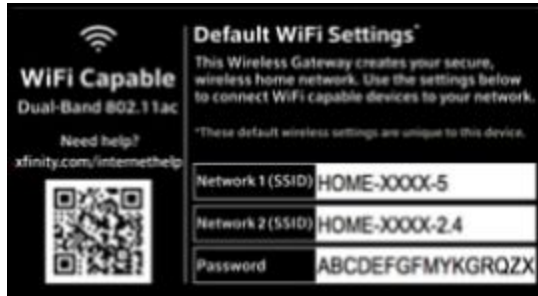 WiFi Capable
Dual-Band 802.11ac
Need help?
xfinity.com/internethelp
Default WiFi Settings*
This Wireless Gateway creates your secure,
wireless home network. Use the settings below
to connect WiFi capable devices to your network.
*These default wireless settings are unique to this device.
Network 1 (SSID) HOME-XXXX-5
Network 2 (SSID) HOME-XXXX-2.4
Password ABCDEFGFMYKGRQZX